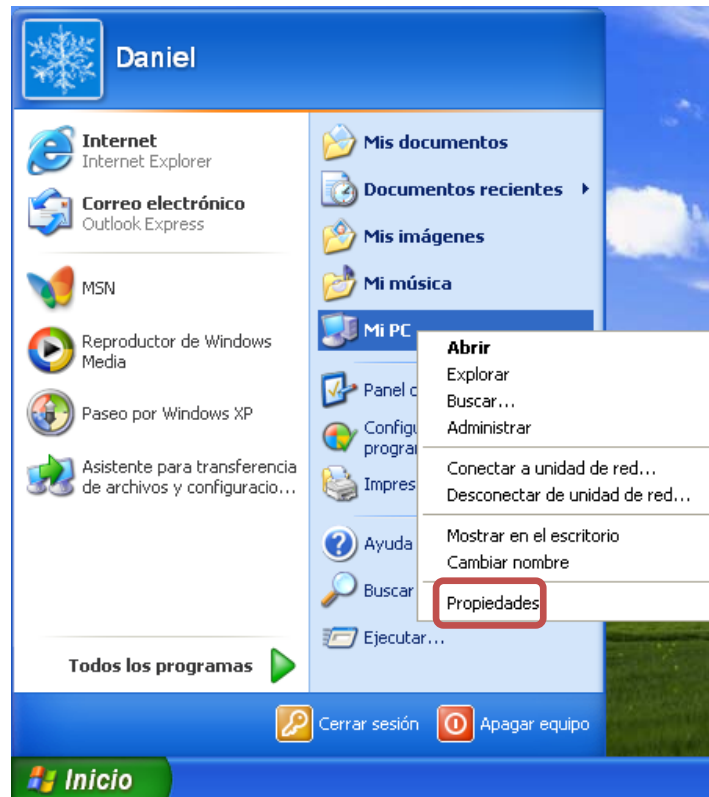 Daniel
Internet
Internet Explorer
Correo electrónico
Outlook Express
MSN
Reproductor de Windows
Media
Paseo por Windows XP
Asistente para transferencia
de archivos y configuracio...
Todos los programas
Mis documentos
Documentos recientes
Mis imágenes
Mi música
Mi PC
Panel
Ayuda
Buscar
Ejecutar...
Abrir
Explorar
Buscar...
Administrar
Conectar a unidad de red...
Desconectar de unidad de red...
Mostrar en el escritorio
Cambiar nombre
Propiedades
Cerrar sesión
Apagar equipo
Inicio